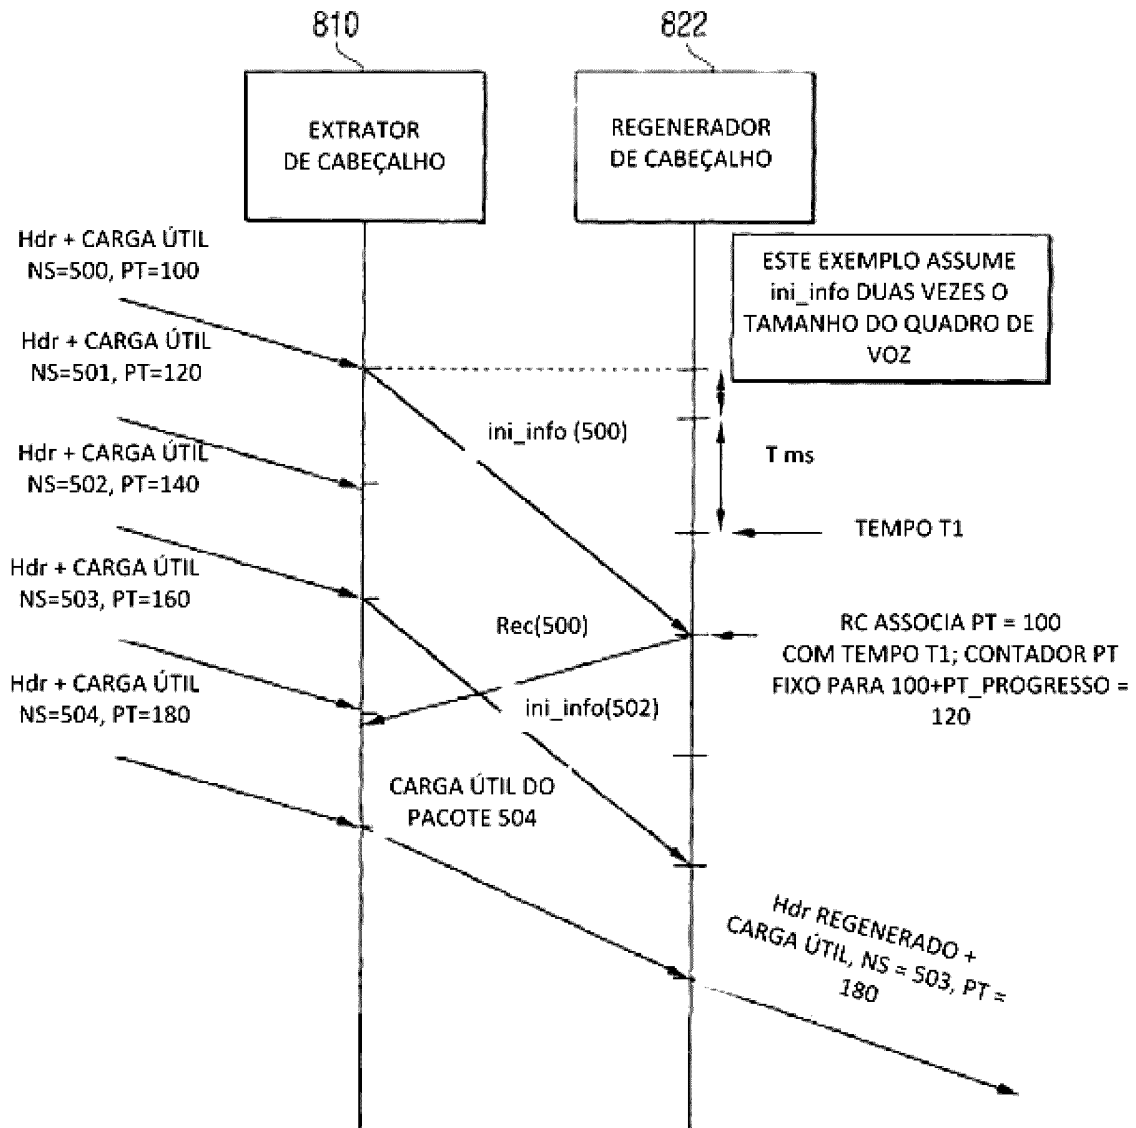 810
822
EXTRATOR
DE CABEÇALHO
REGENERADOR
DE CABEÇALHO
Hdr + CARGA ÚTIL
NS=500, PT=100
ESTE EXEMPLO ASSUME
ini_info DUAS VEZES O
TAMANHO DO QUADRO DE
VOZ
Hdr + CARGA ÚTIL
NS=501, PT=120
ini_info (500)
Hdr + CARGA ÚTIL
NS=502, PT=140
T ms
TEMPO T1
Hdr + CARGA ÚTIL
NS=503, PT=160
Rec(500)
RC ASSOCIA PT = 100
COM TEMPO T1; CONTADOR PT
FIXO PARA 100+PT_PROGRESSO =
120
Hdr + CARGA ÚTIL
NS=504, PT=180
ini_info(502)
CARGA ÚTIL DO
PACOTE 504
Hdr REGENERADO +
CARGA ÚTIL, NS = 503, PT =
180